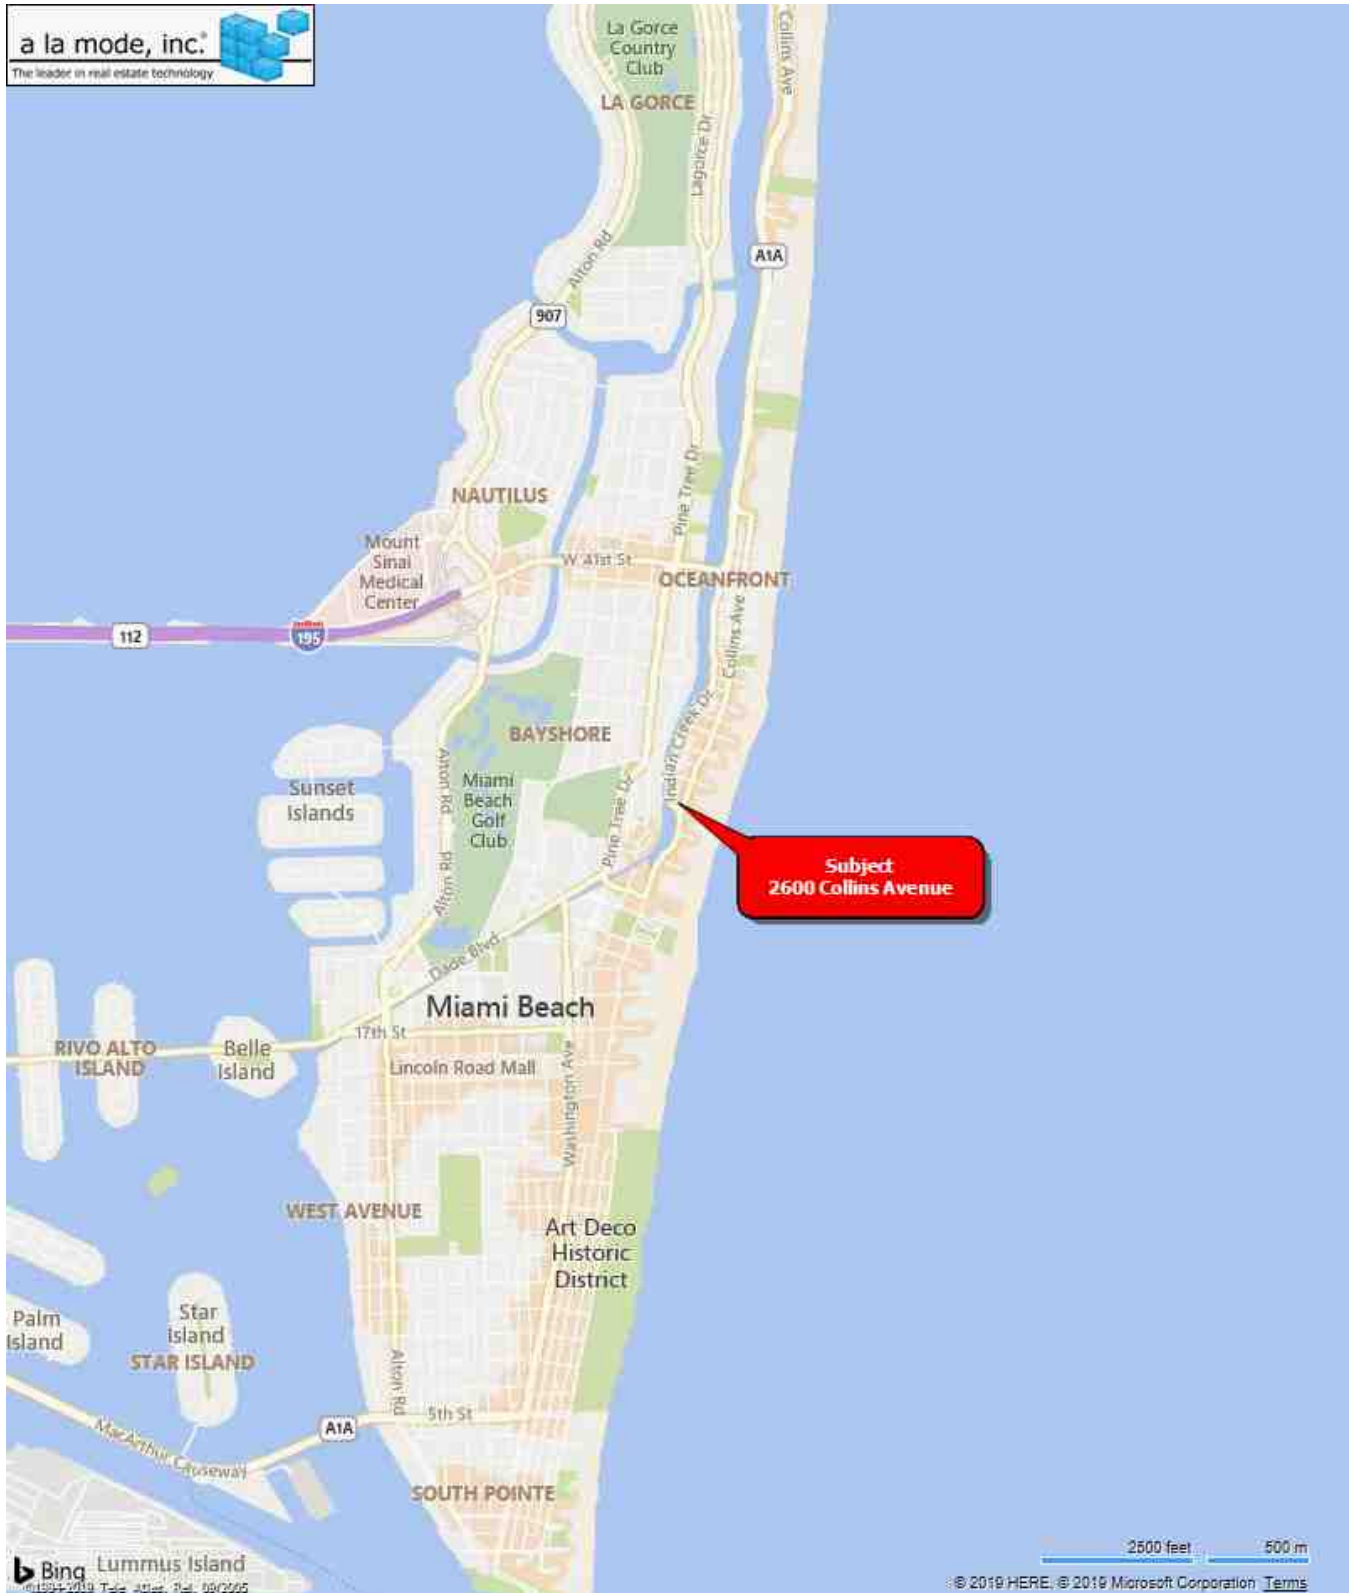 a la mode, inc.®
The leader in real estate technology
La Gorce
Country
Club
LA GORCE
Collins Ave
Lagorce Dr
A1A
Alton Rd
907
Pine Tree Dr
NAUTILUS
Mount
Sinai
Medical
Center
W 41st St
OCEANFRONT
112
195
Collins Ave
Indian Creek Dr
BAYSHORE
Alton Rd
Miami
Beach
Golf
Club
Sunset
Islands
Pine Tree Dr
Subject
2600 Collins Avenue
Alton Rd
Dade Blvd
Miami Beach
17th St
RIVO ALTO
ISLAND
Belle
Island
Lincoln Road Mall
Washington Ave
WEST AVENUE
Art Deco
Historic
District
Palm
Island
Star
Island
STAR ISLAND
Alton Rd
5th St
A1A
MacArthur Causeway
SOUTH POINTE
2500 feet
500 m
Bing
Lummus Island
© 2019 HERE, © 2019 Microsoft Corporation Terms